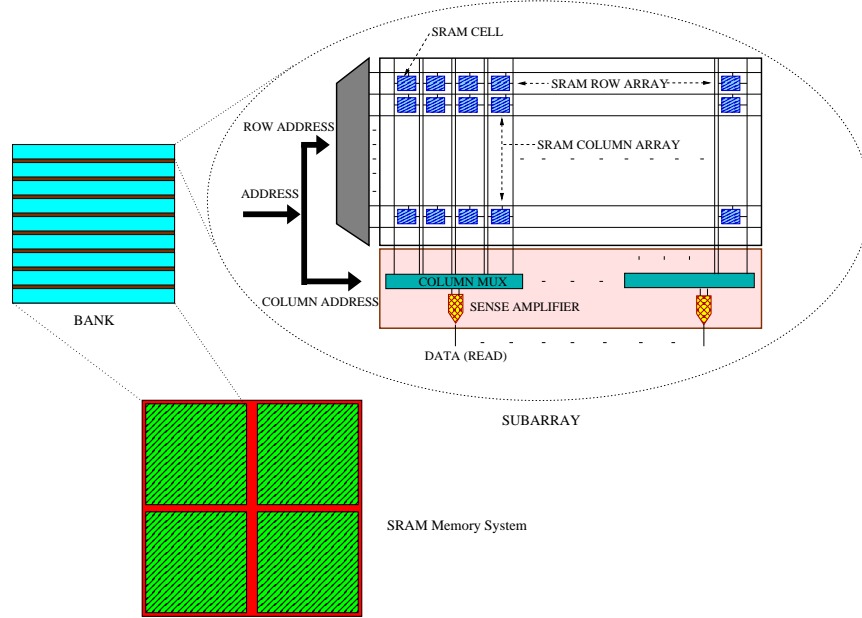 SRAM CELL
SRAM ROW ARRAY
ROW ADDRESS
SRAM COLUMN ARRAY
ADDRESS
COLUMN ADDRESS
COLUMN MUX
SENSE AMPLIFIER
BANK
DATA (READ)
SUBARRAY
SRAM Memory System